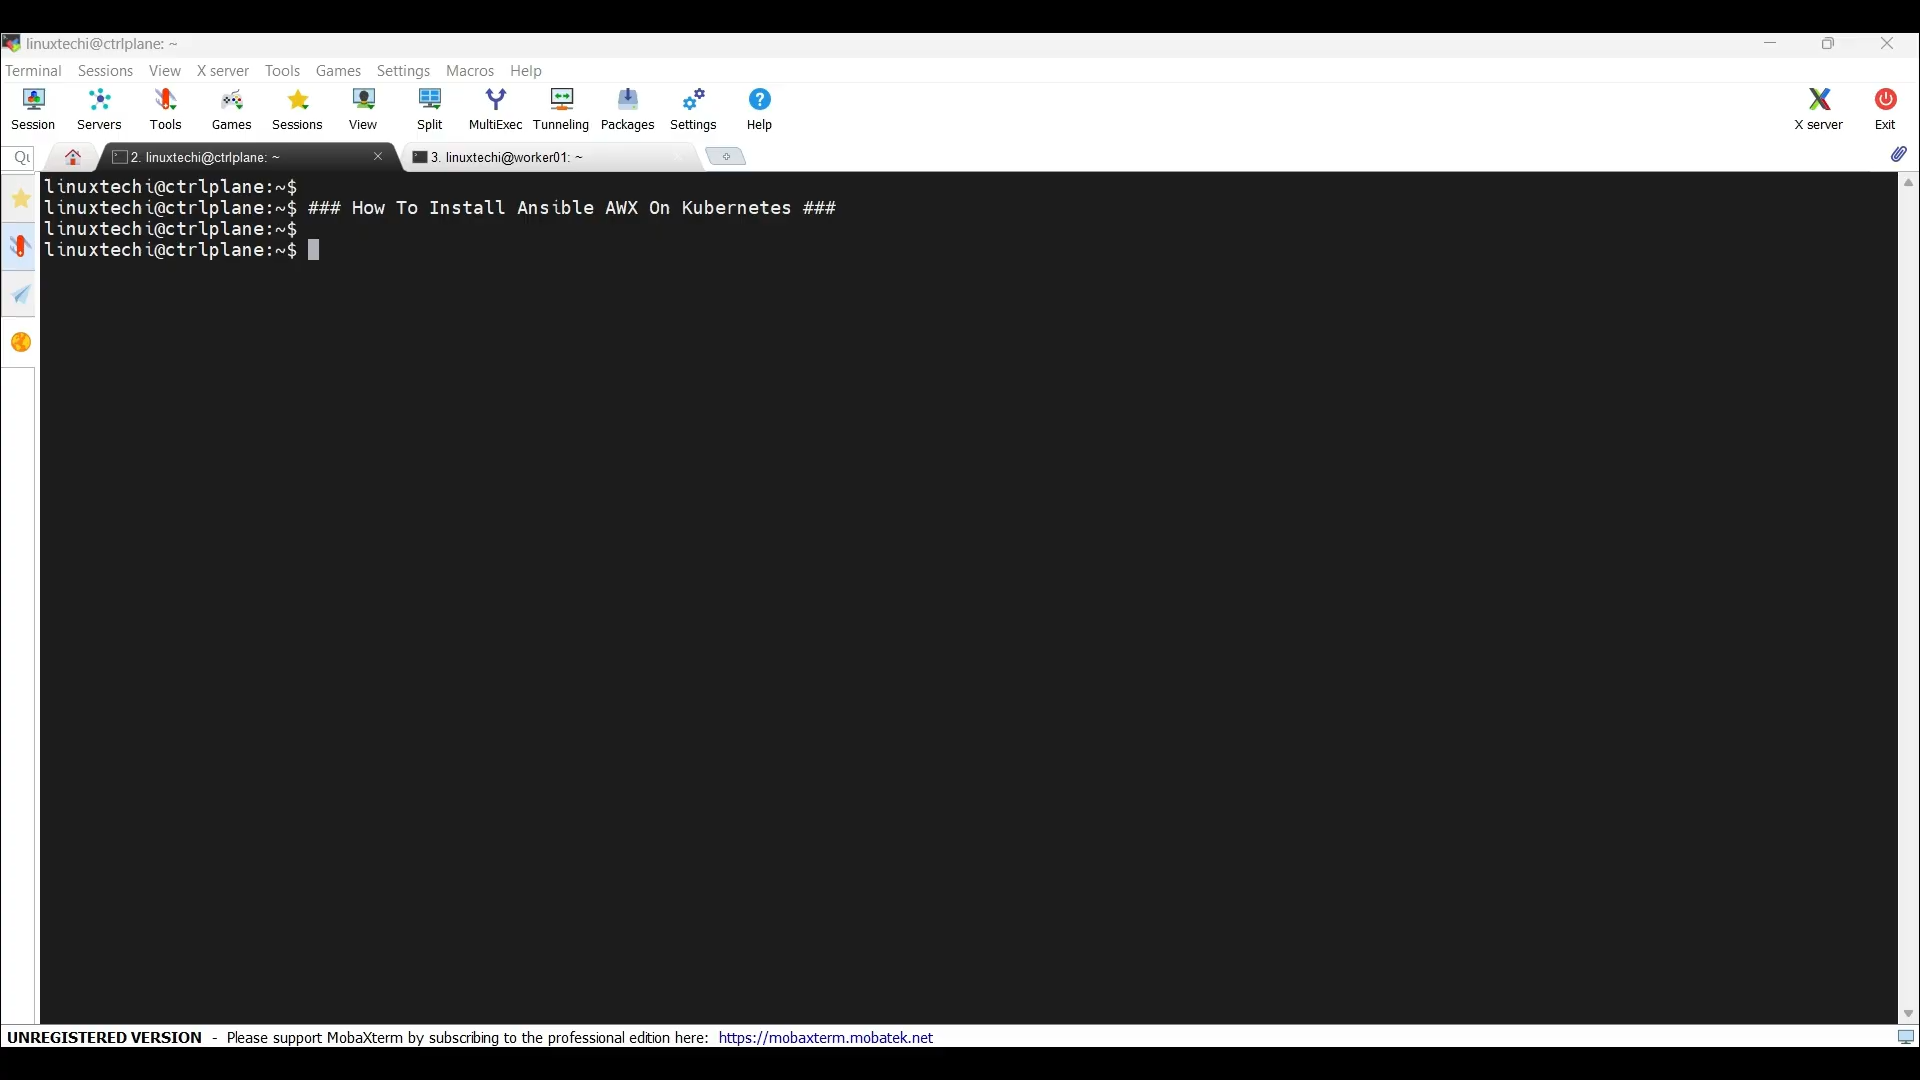 linuxtechi@ctrlplane: ~
Terminal Sessions View X server Tools Games Settings Macros Help
Session Servers Tools Games Sessions View Split MultiExec Tunneling Packages Settings Help X server Exit
2. linuxtechi@ctrlplane: ~ 3. linuxtechi@worker01: ~
linuxtechi@ctrlplane:~$
linuxtechi@ctrlplane:~$ ### How To Install Ansible AWX On Kubernetes ###
linuxtechi@ctrlplane:~$
linuxtechi@ctrlplane:~$
UNREGISTERED VERSION - Please support MobaXterm by subscribing to the professional edition here: https://mobaxterm.mobatek.net